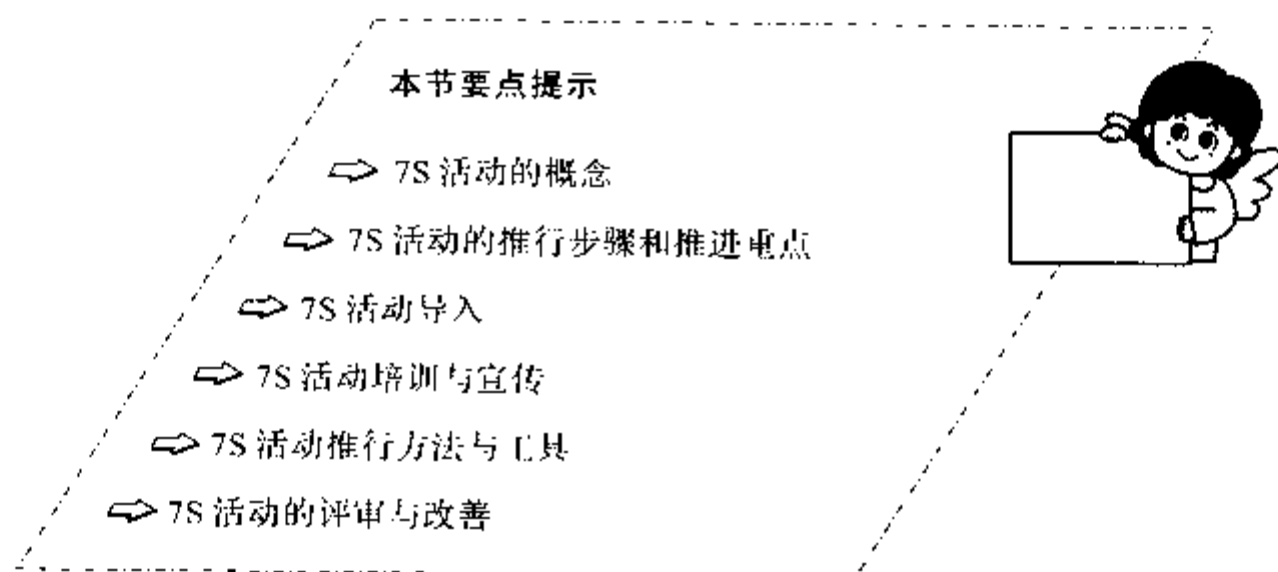 本节要点提示
7S 活动的概念
7S 活动的推行步骤和推进重点
7S 活动导入
7S 活动培训与宣传
7S 活动推行方法与工具
7S 活动的评审与改善